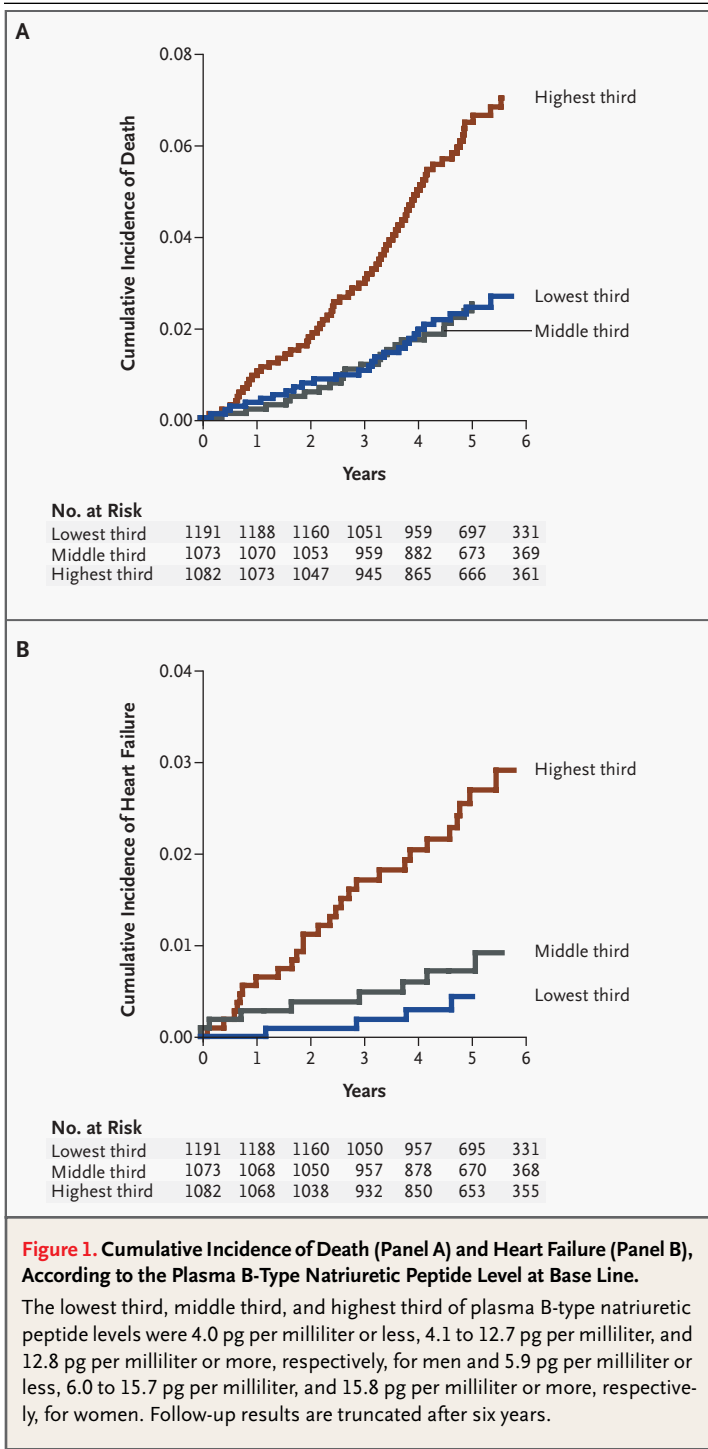 A
0.08
0.06
0.04
0.02
0.00
Cumulative Incidence of Death
Highest third
Lowest third
Middle third
0 1 2 3 4 5 6
Years
No. at Risk
Lowest third 1191 1188 1160 1051 959 697 331
Middle third 1073 1070 1053 959 882 673 369
Highest third 1082 1073 1047 945 865 666 361
B
0.04
0.03
0.02
0.01
0.00
Cumulative Incidence of Heart Failure
Highest third
Middle third
Lowest third
0 1 2 3 4 5 6
Years
No. at Risk
Lowest third 1191 1188 1160 1050 957 695 331
Middle third 1073 1068 1050 957 878 670 368
Highest third 1082 1068 1038 932 850 653 355
Figure 1. Cumulative Incidence of Death (Panel A) and Heart Failure (Panel B),
According to the Plasma B-Type Natriuretic Peptide Level at Base Line.
The lowest third, middle third, and highest third of plasma B-type natriuretic
peptide levels were 4.0 pg per milliliter or less, 4.1 to 12.7 pg per milliliter, and
12.8 pg per milliliter or more, respectively, for men and 5.9 pg per milliliter or
less, 6.0 to 15.7 pg per milliliter, and 15.8 pg per milliliter or more, respective-
ly, for women. Follow-up results are truncated after six years.